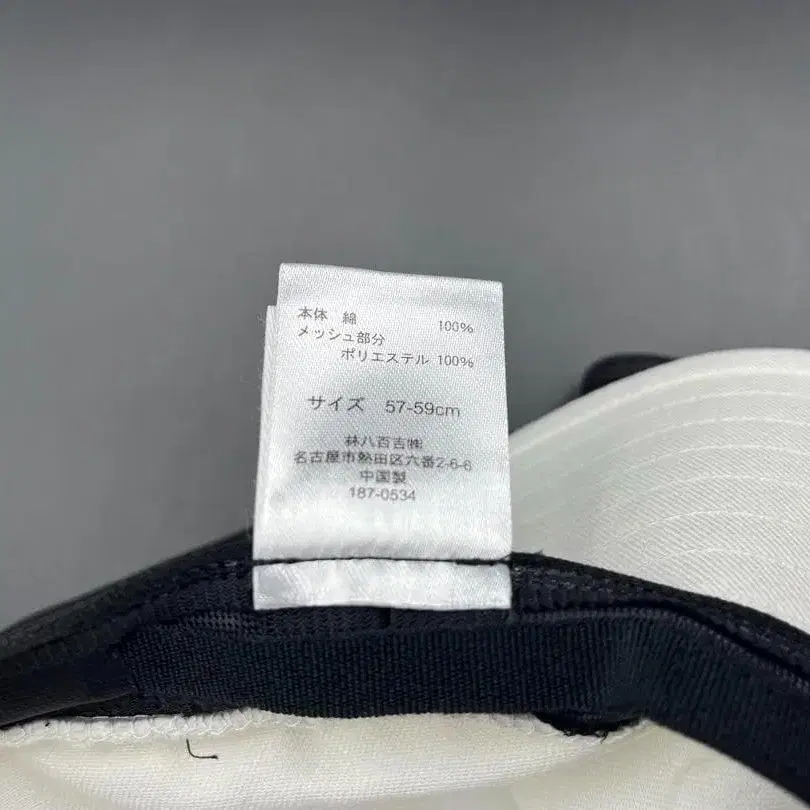 本体 綿 100%
メッシュ部分
ポリエステル 100%
サイズ 57-59cm
林八百吉㈱
名古屋市熱田区六番2-6-6
中国製
187-0534